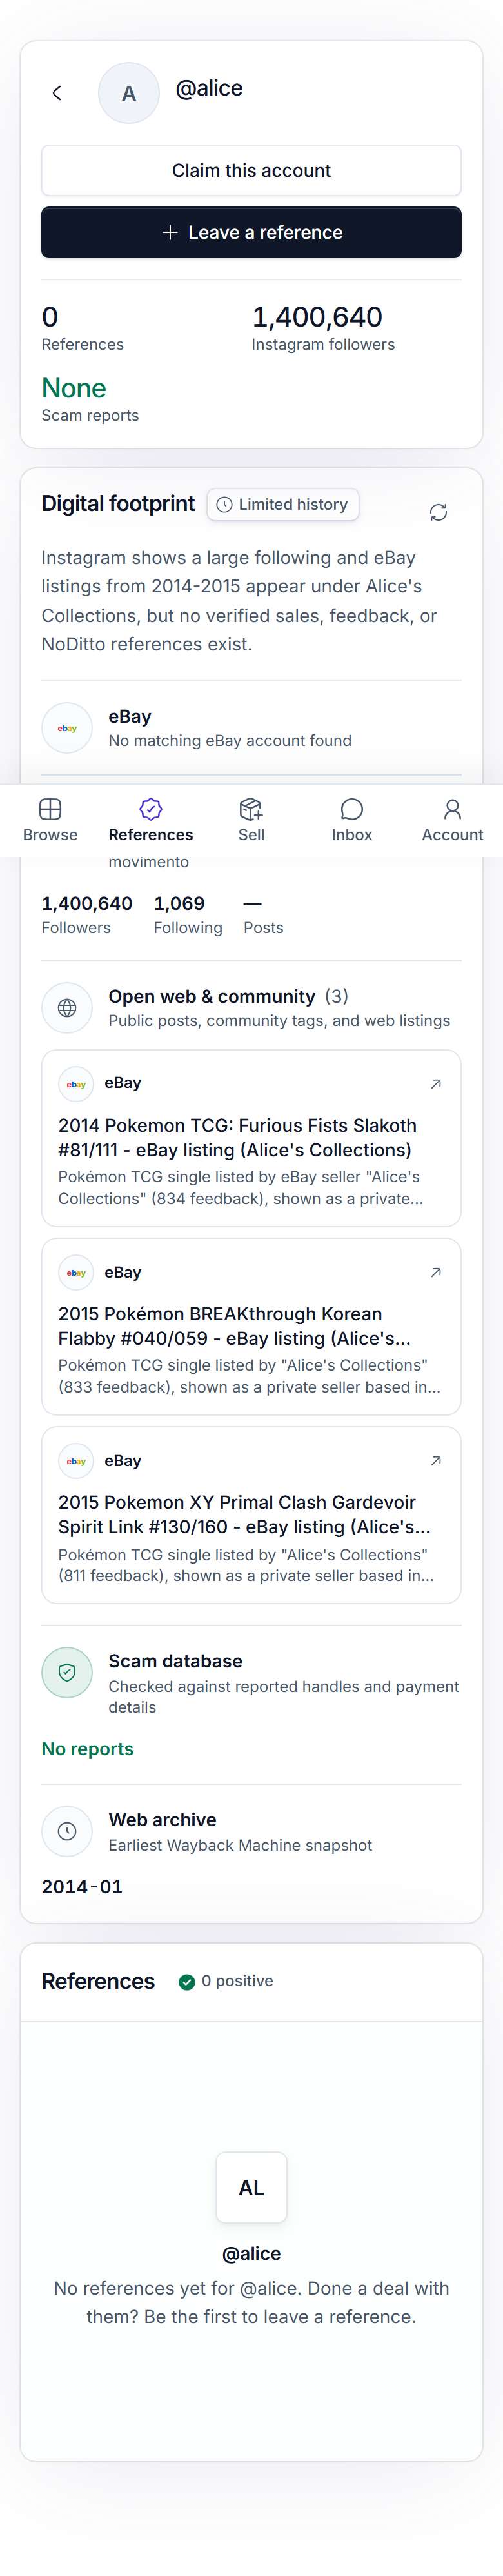 A
@alice
Claim this account
Leave a reference
0
References
1,400,640
Instagram followers
None
Scam reports
Digital footprint
Limited history
Instagram shows a large following and eBay
listings from 2014-2015 appear under Alice's
Collections, but no verified sales, feedback, or
NoDitto references exist.
ebay
eBay
No matching eBay account found
Browse
References
Sell
Inbox
Account
movimento
1,400,640
Followers
1,069
Following
—
Posts
Open web & community (3)
Public posts, community tags, and web listings
ebay
eBay
2014 Pokemon TCG: Furious Fists Slakoth
#81/111 - eBay listing (Alice's Collections)
Pokémon TCG single listed by eBay seller "Alice's
Collections" (834 feedback), shown as a private...
ebay
eBay
2015 Pokémon BREAKthrough Korean
Flabby #040/059 - eBay listing (Alice's...
Pokémon TCG single listed by "Alice's Collections"
(833 feedback), shown as a private seller based in...
ebay
eBay
2015 Pokemon XY Primal Clash Gardevoir
Spirit Link #130/160 - eBay listing (Alice's...
Pokémon TCG single listed by "Alice's Collections"
(811 feedback), shown as a private seller based in...
Scam database
Checked against reported handles and payment
details
No reports
Web archive
Earliest Wayback Machine snapshot
2014-01
References
0 positive
AL
@alice
No references yet for @alice. Done a deal with
them? Be the first to leave a reference.